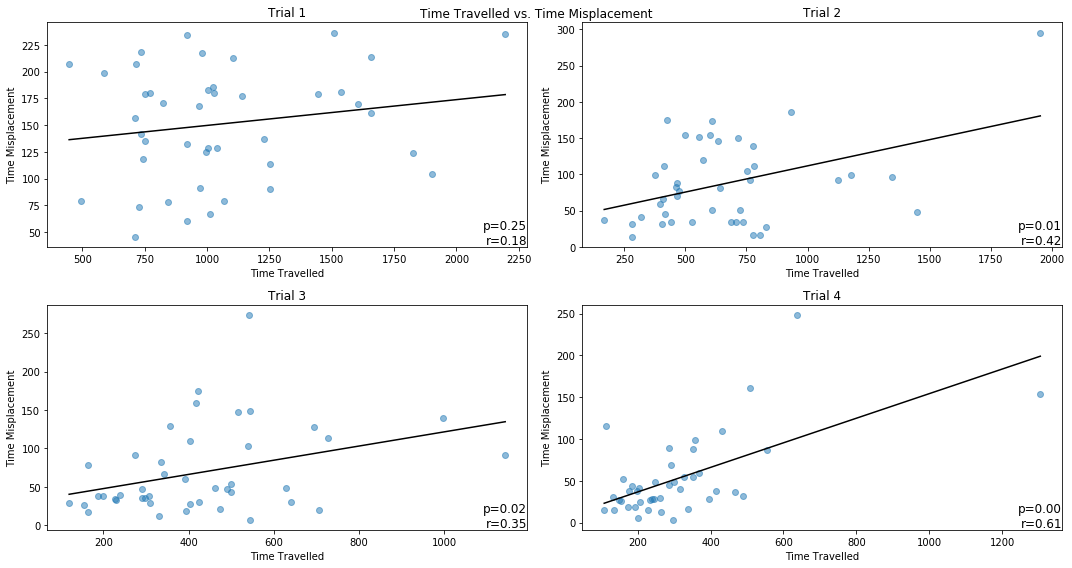 Time Travelled vs. Time Misplacement
Trial 1
Time Misplacement
225
200
175
150
125
100
75
50
p=0.25
r=0.18
500 750 1000 1250 1500 1750 2000 2250
Time Travelled
Trial 2
Time Misplacement
300
250
200
150
100
50
0
p=0.01
r=0.42
250 500 750 1000 1250 1500 1750 2000
Time Travelled
Trial 3
Time Misplacement
250
200
150
100
50
0
p=0.02
r=0.35
200 400 600 800 1000
Time Travelled
Trial 4
Time Misplacement
250
200
150
100
50
0
p=0.00
r=0.61
200 400 600 800 1000 1200
Time Travelled